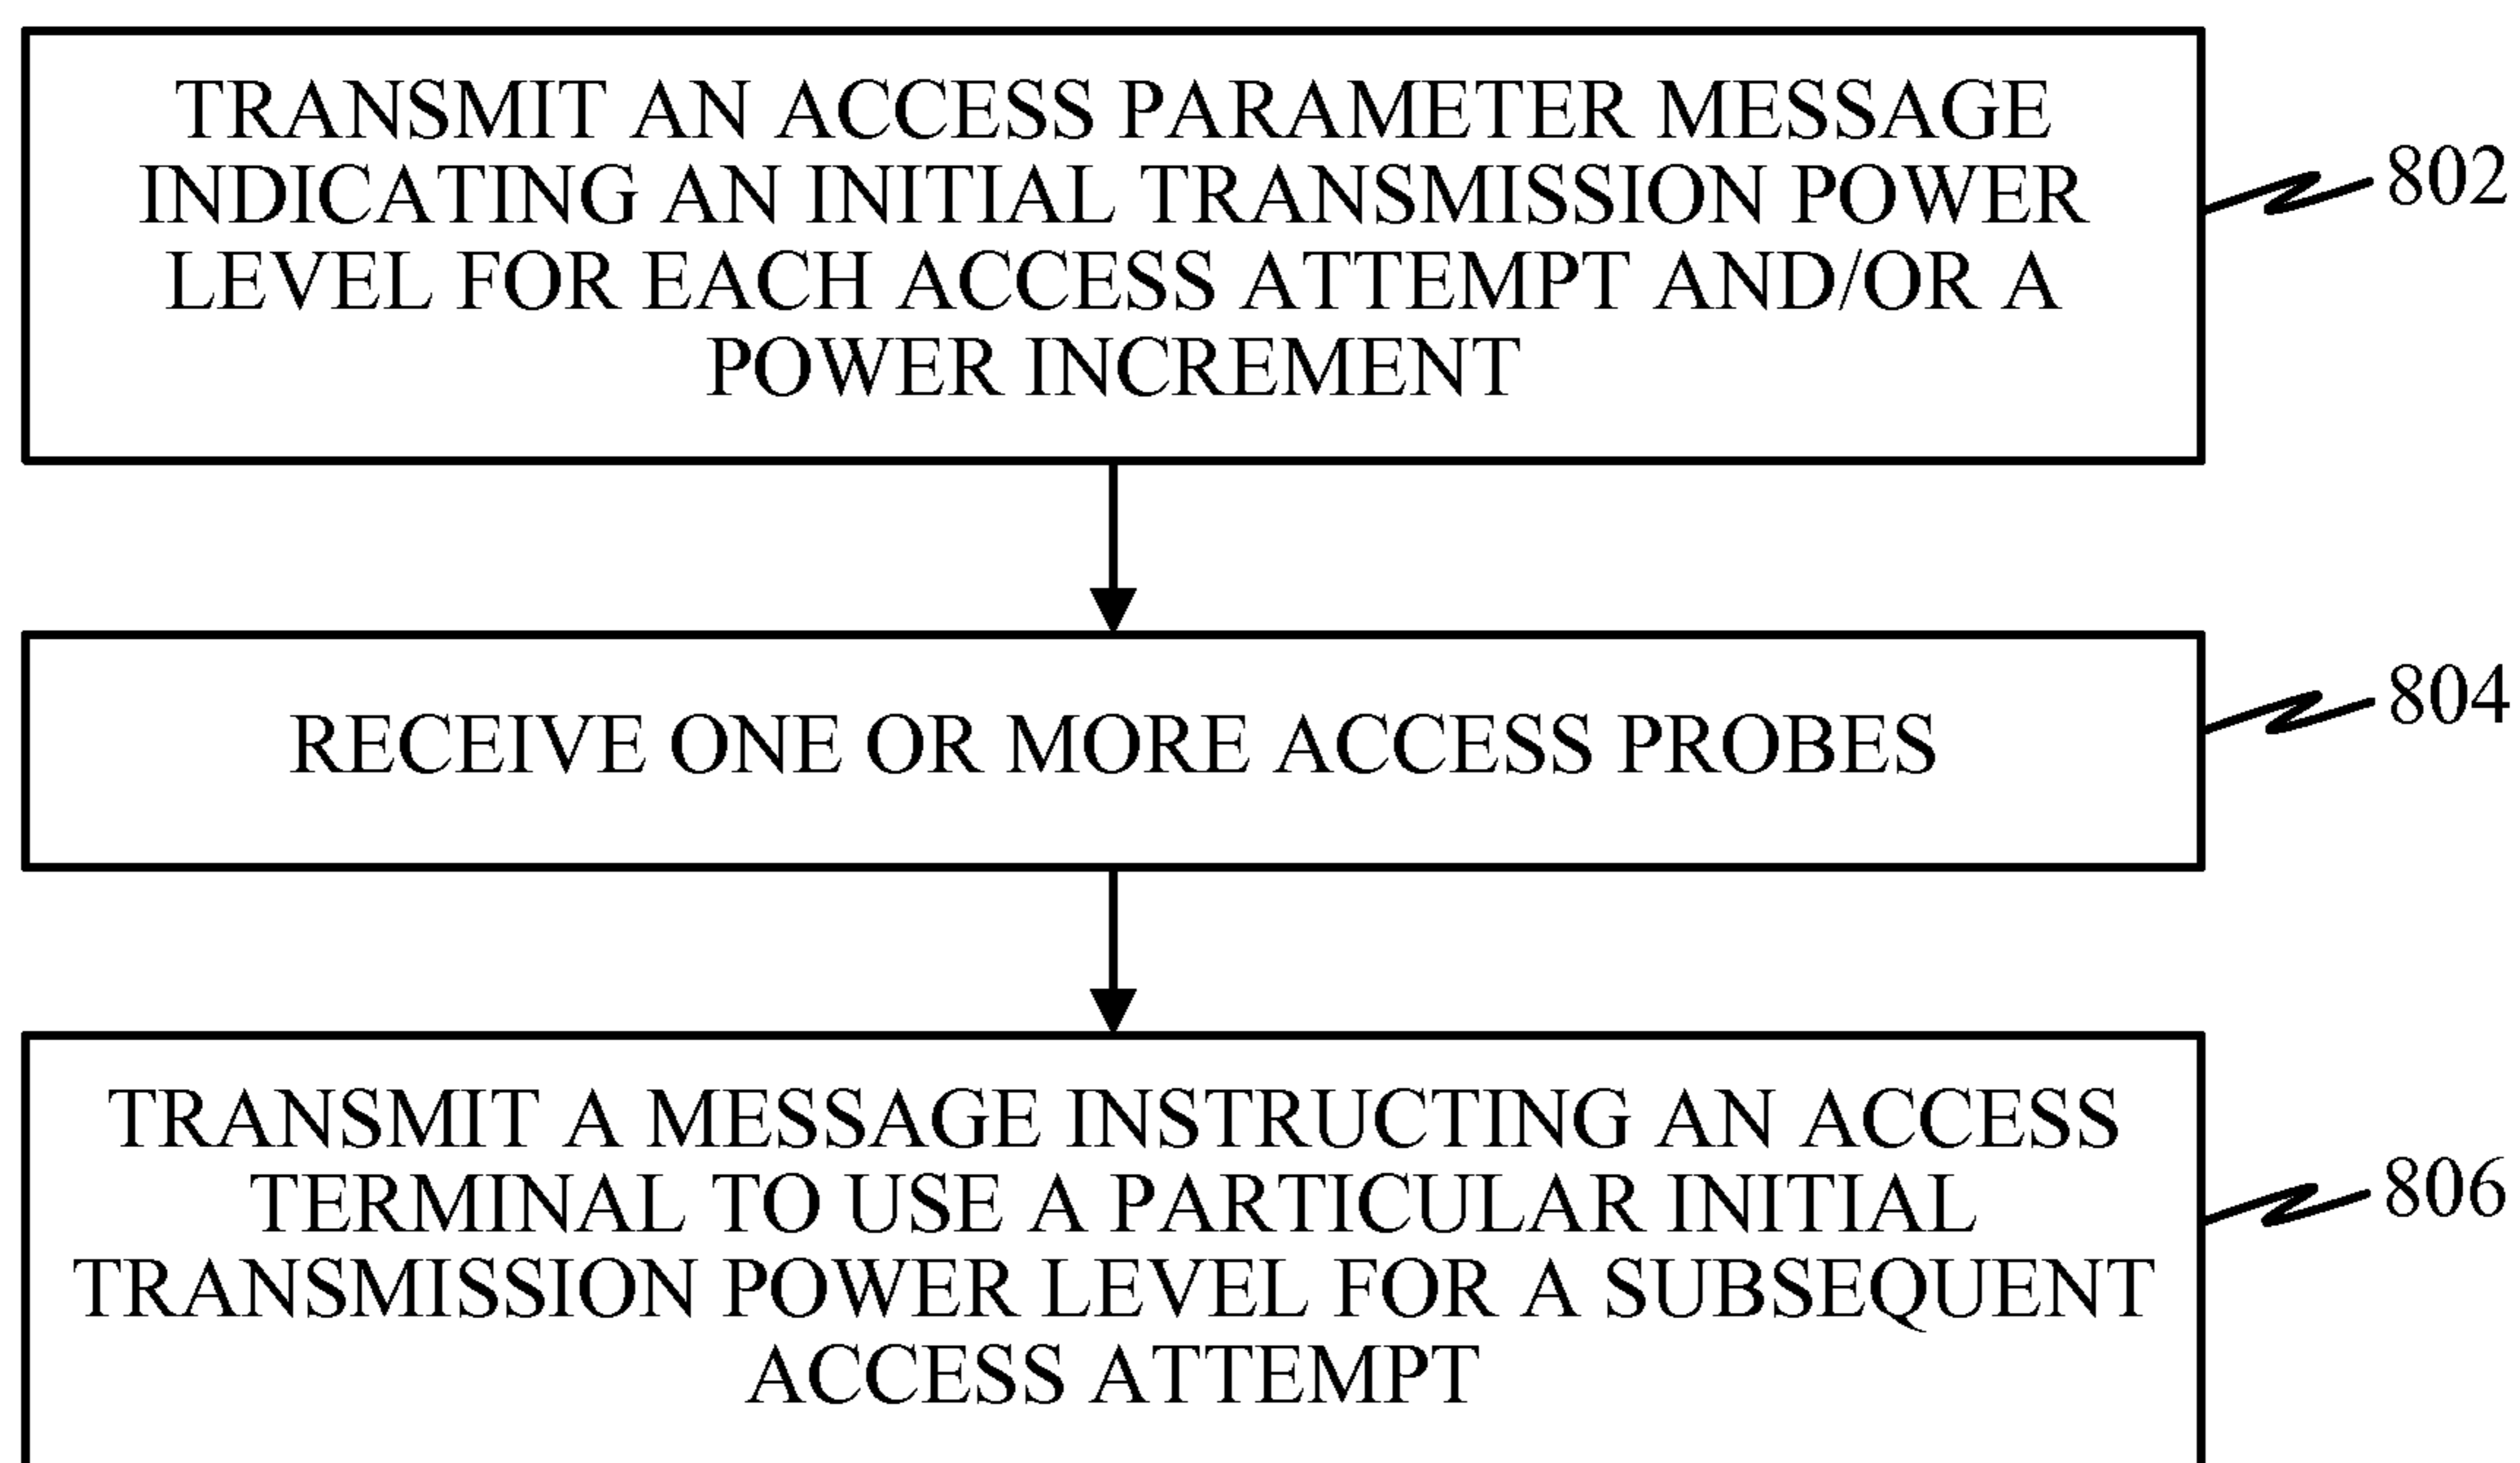 TRANSMIT AN ACCESS PARAMETER MESSAGE
INDICATING AN INITIAL TRANSMISSION POWER
LEVEL FOR EACH ACCESS ATTEMPT AND/OR A
POWER INCREMENT
802
RECEIVE ONE OR MORE ACCESS PROBES
804
TRANSMIT A MESSAGE INSTRUCTING AN ACCESS
TERMINAL TO USE A PARTICULAR INITIAL
TRANSMISSION POWER LEVEL FOR A SUBSEQUENT
ACCESS ATTEMPT
806